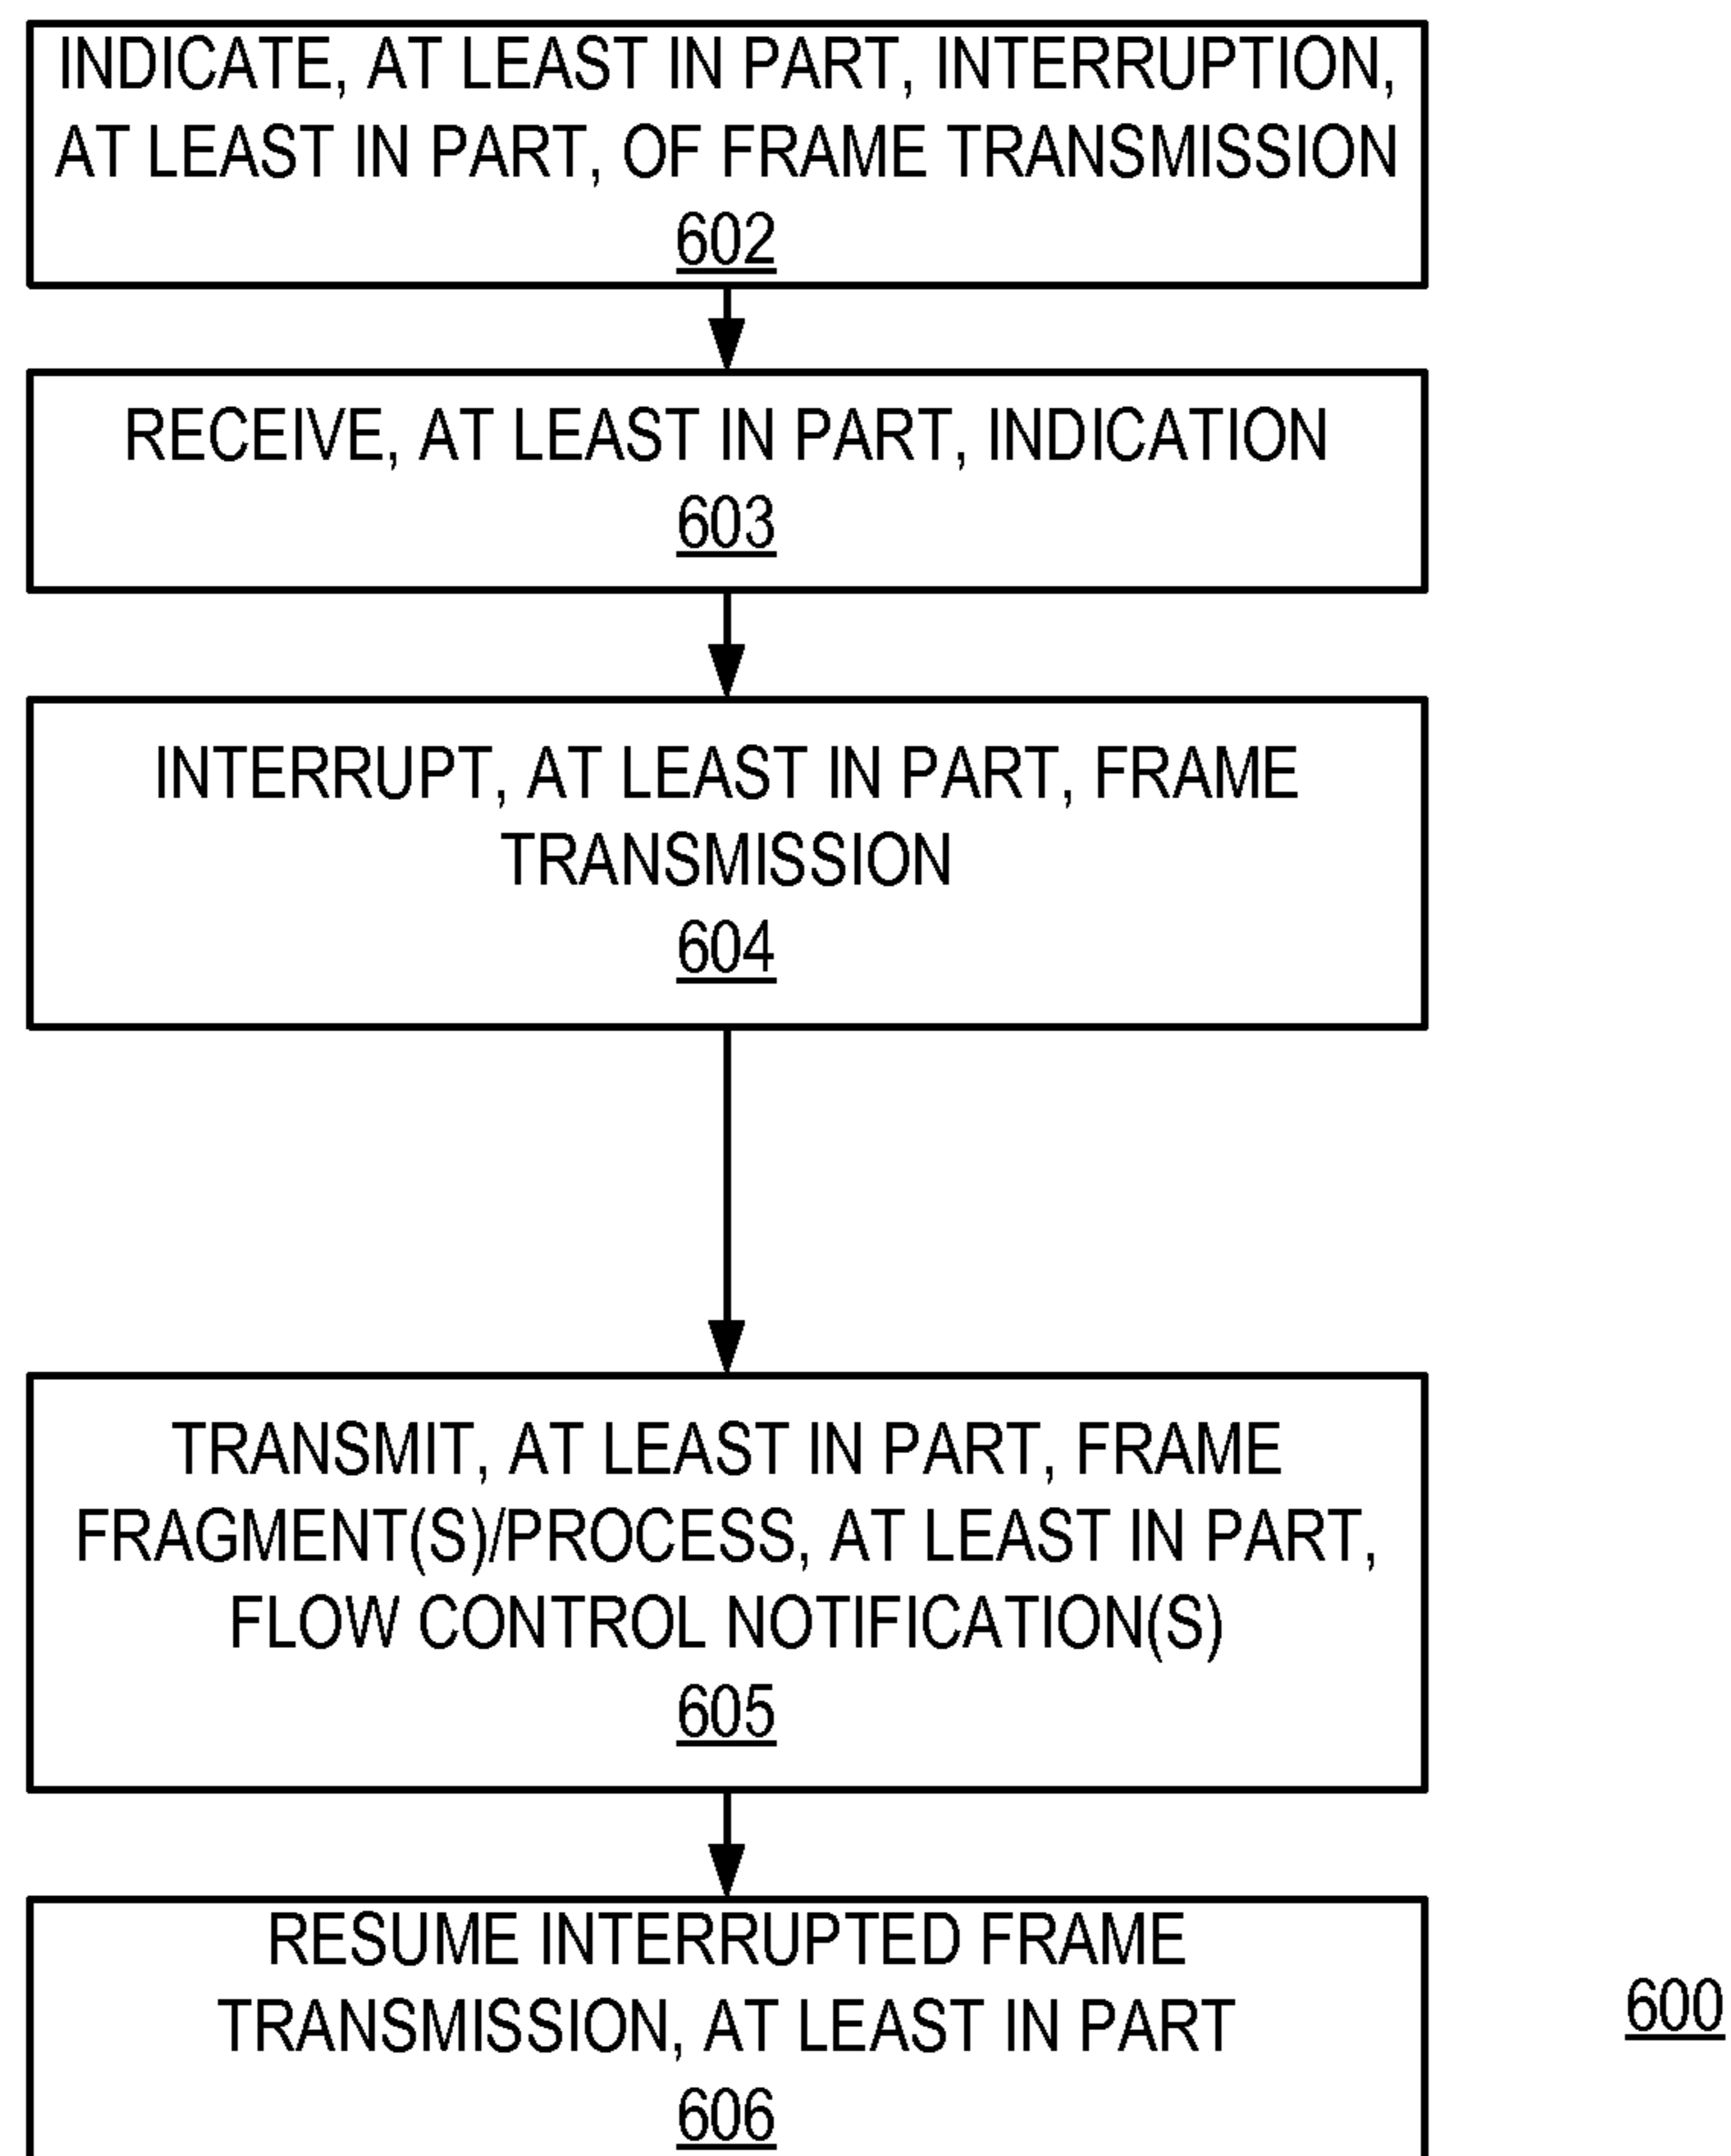 INDICATE, AT LEAST IN PART, INTERRUPTION,
AT LEAST IN PART, OF FRAME TRANSMISSION
602
RECEIVE, AT LEAST IN PART, INDICATION
603
INTERRUPT, AT LEAST IN PART, FRAME
TRANSMISSION
604
TRANSMIT, AT LEAST IN PART, FRAME
FRAGMENT(S)/PROCESS, AT LEAST IN PART,
FLOW CONTROL NOTIFICATION(S)
605
RESUME INTERRUPTED FRAME
TRANSMISSION, AT LEAST IN PART
606
600